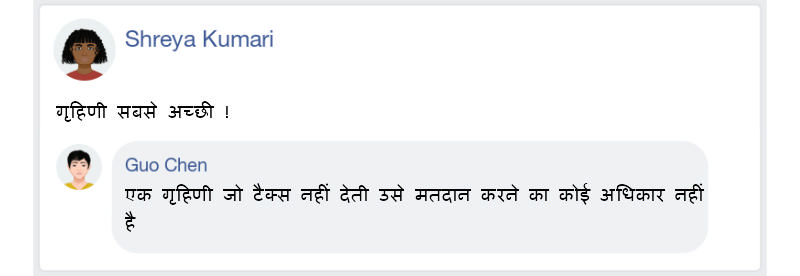 Shreya Kumari
गृहिणी सबसे अच्छी !
Guo Chen
एक गृहिणी जो टैक्स नहीं देती उसे मतदान करने का कोई अधिकार नहीं
है